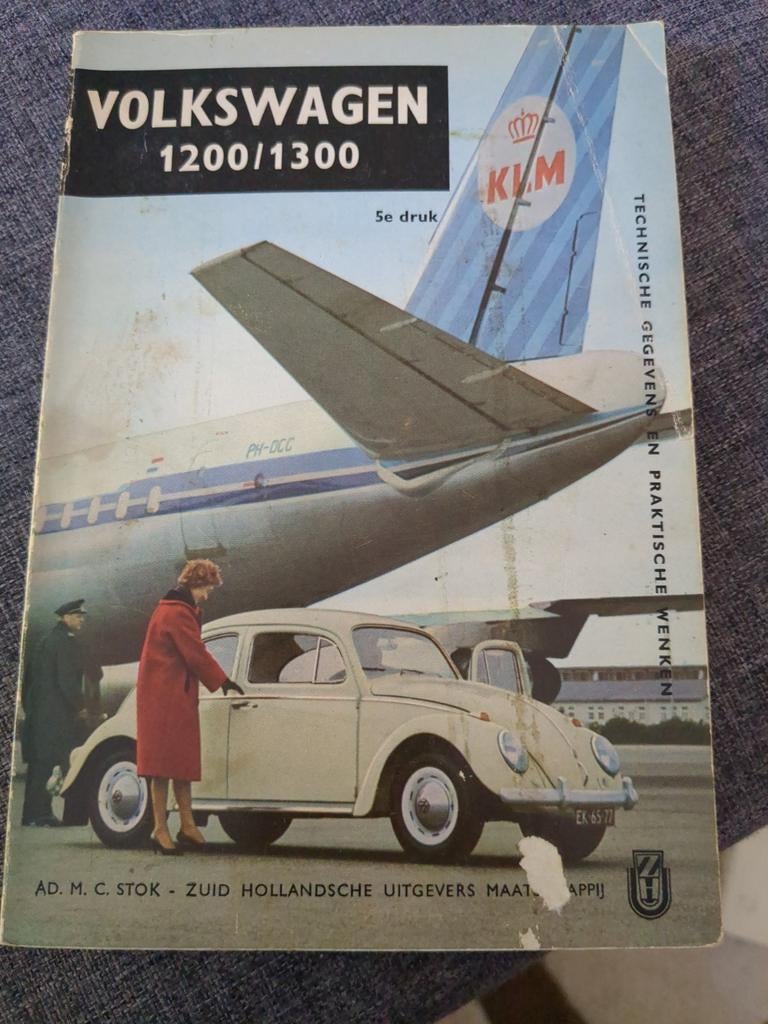 VOLKSWAGEN
1200/1300
5e druk
KLM
TECHNISCHE GEGEVENS EN PRAKTISCHE WENKEN
PH-DCC
EK-65-77
AD. M. C. STOK - ZUID HOLLANDSCHE UITGEVERS MAAT APPIJ